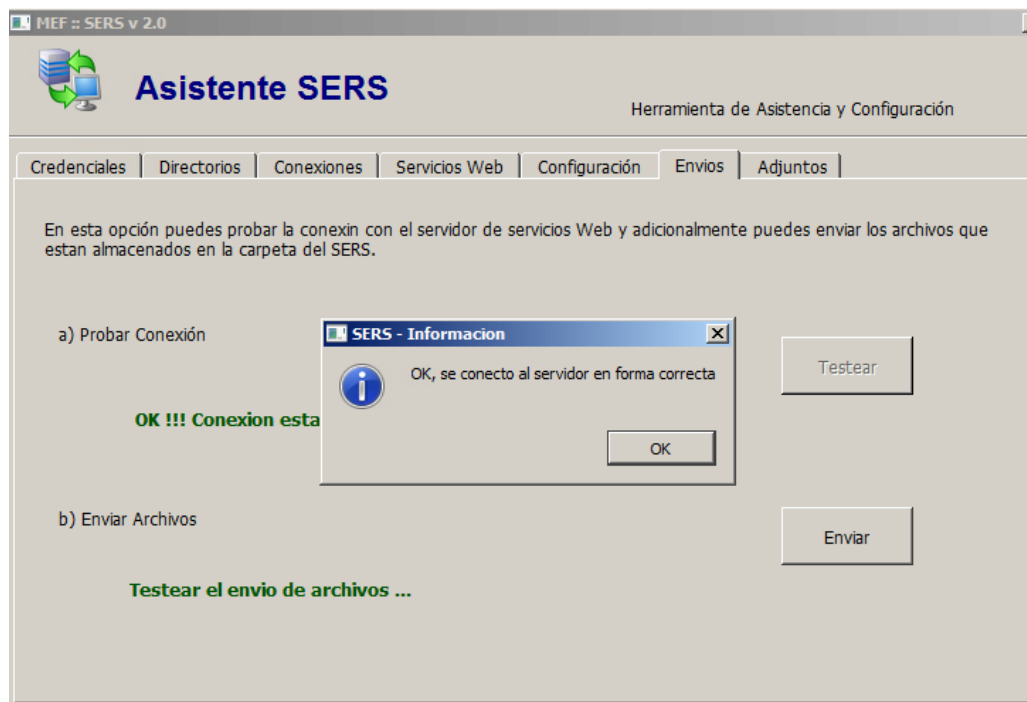 MEF :: SERS v 2.0
Asistente SERS
Herramienta de Asistencia y Configuración
Credenciales Directorios Conexiones Servicios Web Configuración Envios Adjuntos
En esta opción puedes probar la conexin con el servidor de servicios Web y adicionalmente puedes enviar los archivos que
estan almacenados en la carpeta del SERS.
a) Probar Conexión
SERS - Informacion
OK, se conecto al servidor en forma correcta
OK
Testear
OK !!! Conexion esta
b) Enviar Archivos
Enviar
Testear el envio de archivos ...